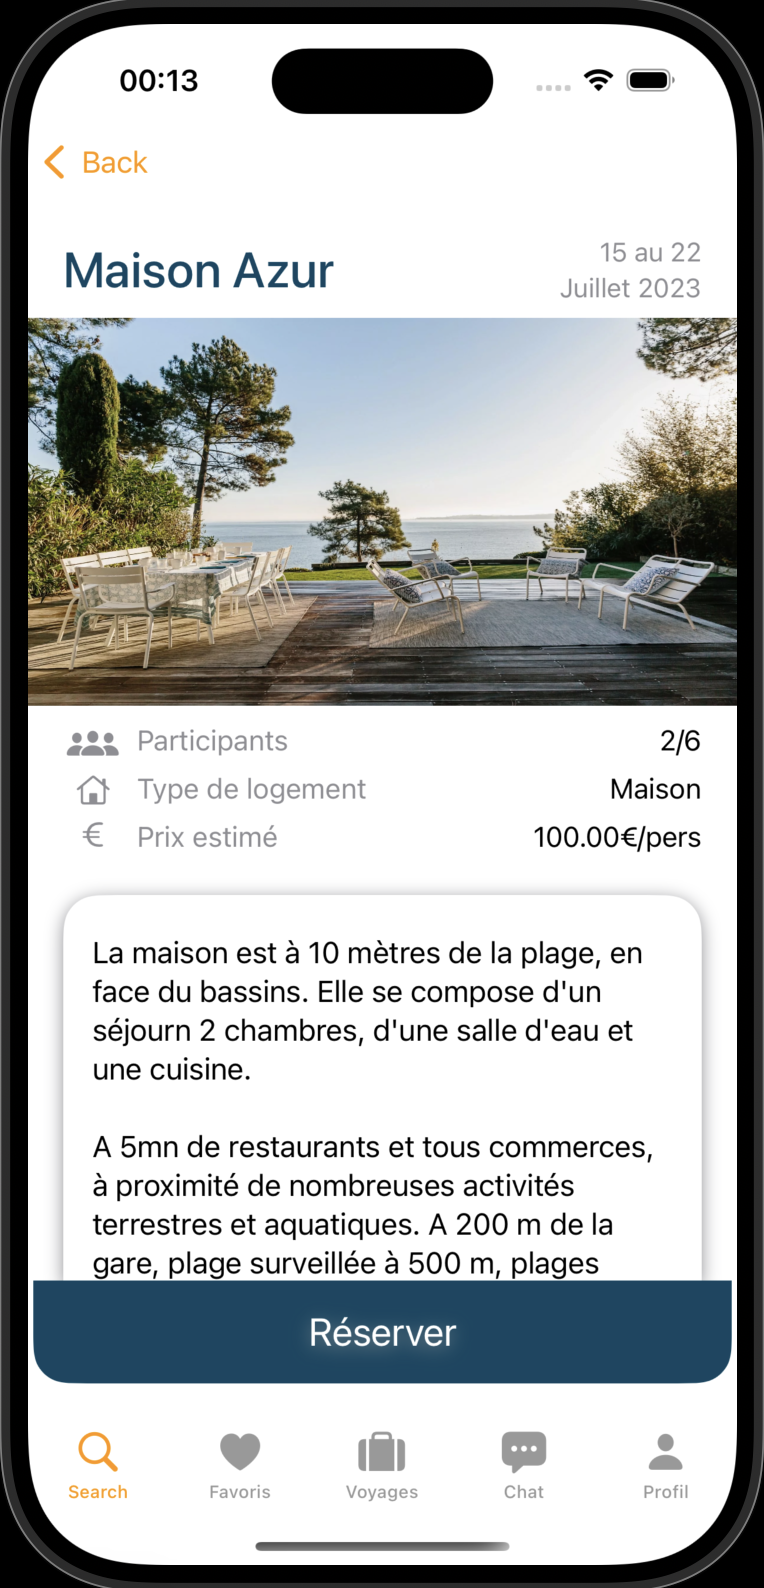 00:13
Back
Maison Azur
15 au 22
Juillet 2023
Participants 2/6
Type de logement Maison
€ Prix estimé 100.00€/pers
La maison est à 10 mètres de la plage, en
face du bassins. Elle se compose d'un
séjourn 2 chambres, d'une salle d'eau et
une cuisine.
A 5mn de restaurants et tous commerces,
à proximité de nombreuses activités
terrestres et aquatiques. A 200 m de la
gare, plage surveillée à 500 m, plages
Réserver
Search Favoris Voyages Chat Profil